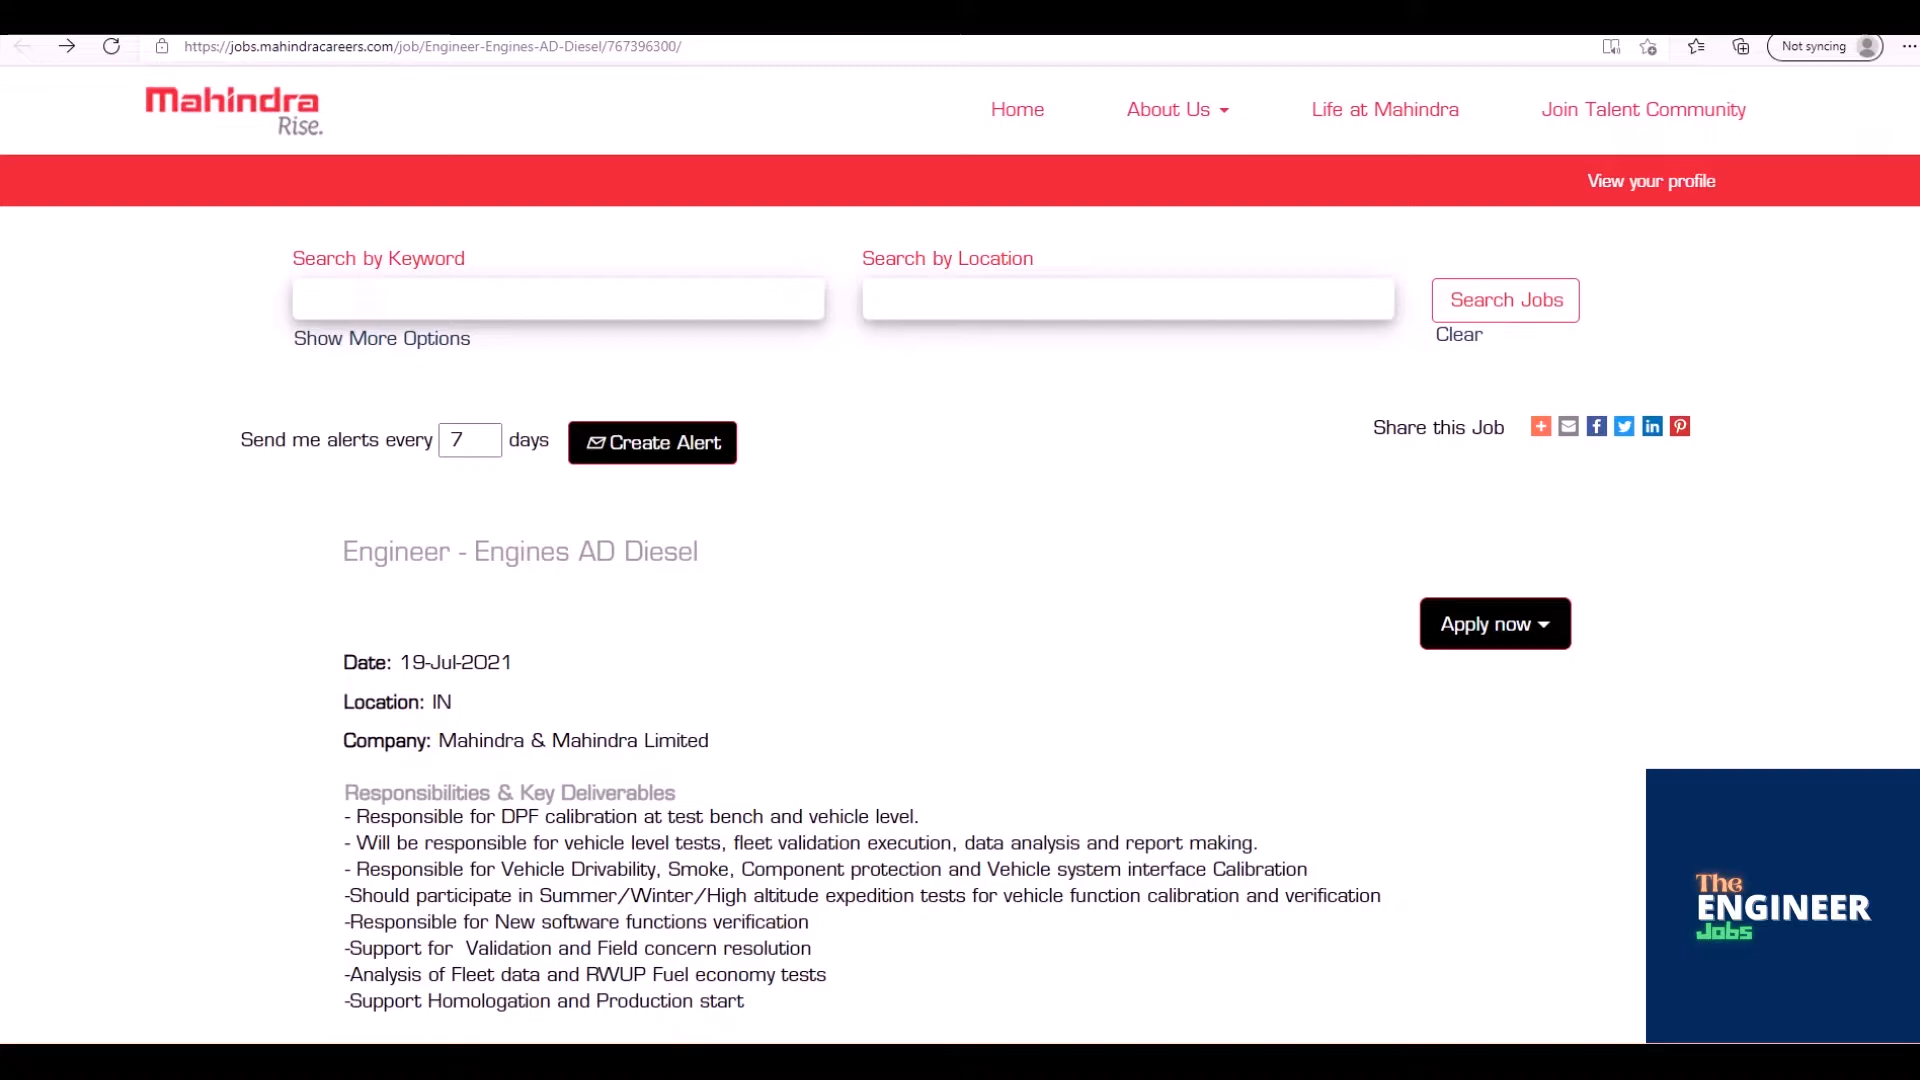 https://jobs.mahindracareers.com/job/Engineer-Engines-AD-Diesel/767396300/
Not syncing
Mahindra
Rise.
Home
About Us
Life at Mahindra
Join Talent Community
View your profile
Search by Keyword
Search by Location
Search Jobs
Show More Options
Clear
Send me alerts every 7 days
Create Alert
Share this Job
Engineer - Engines AD Diesel
Apply now
Date: 19-Jul-2021
Location: IN
Company: Mahindra & Mahindra Limited
Responsibilities & Key Deliverables
- Responsible for DPF calibration at test bench and vehicle level.
- Will be responsible for vehicle level tests, fleet validation execution, data analysis and report making.
- Responsible for Vehicle Drivability, Smoke, Component protection and Vehicle system interface Calibration
-Should participate in Summer/Winter/High altitude expedition tests for vehicle function calibration and verification
-Responsible for New software functions verification
-Support for  Validation and Field concern resolution
-Analysis of Fleet data and RWUP Fuel economy tests
-Support Homologation and Production start
The
ENGINEER
Jobs